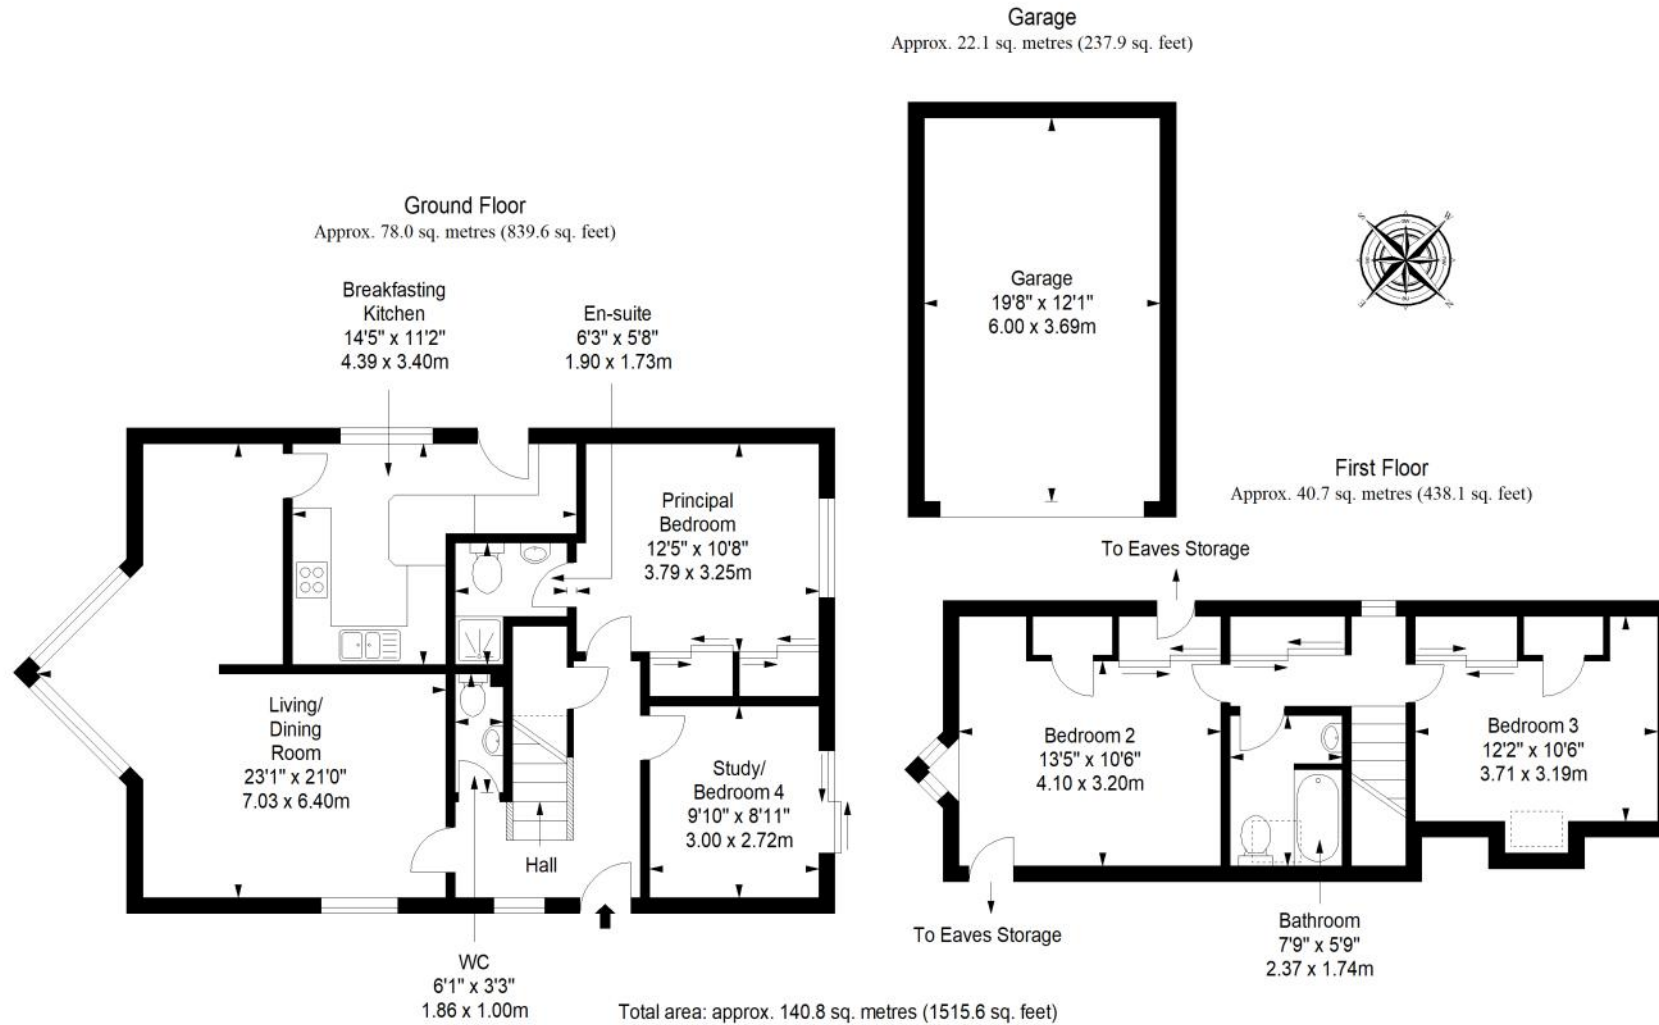 Garage
Approx. 22.1 sq. metres (237.9 sq. feet)
Ground Floor
Approx. 78.0 sq. metres (839.6 sq. feet)
Breakfasting
Kitchen
14'5" x 11'2"
4.39 x 3.40m
En-suite
6'3" x 5'8"
1.90 x 1.73m
Garage
19'8" x 12'1"
6.00 x 3.69m
S
W
E
N
First Floor
Approx. 40.7 sq. metres (438.1 sq. feet)
Principal
Bedroom
12'5" x 10'8"
3.79 x 3.25m
To Eaves Storage
Living/
Dining
Room
23'1" x 21'0"
7.03 x 6.40m
Study/
Bedroom 4
9'10" x 8'11"
3.00 x 2.72m
Hall
Bedroom 2
13'5" x 10'6"
4.10 x 3.20m
Bedroom 3
12'2" x 10'6"
3.71 x 3.19m
To Eaves Storage
Bathroom
7'9" x 5'9"
2.37 x 1.74m
WC
6'1" x 3'3"
1.86 x 1.00m
Total area: approx. 140.8 sq. metres (1515.6 sq. feet)